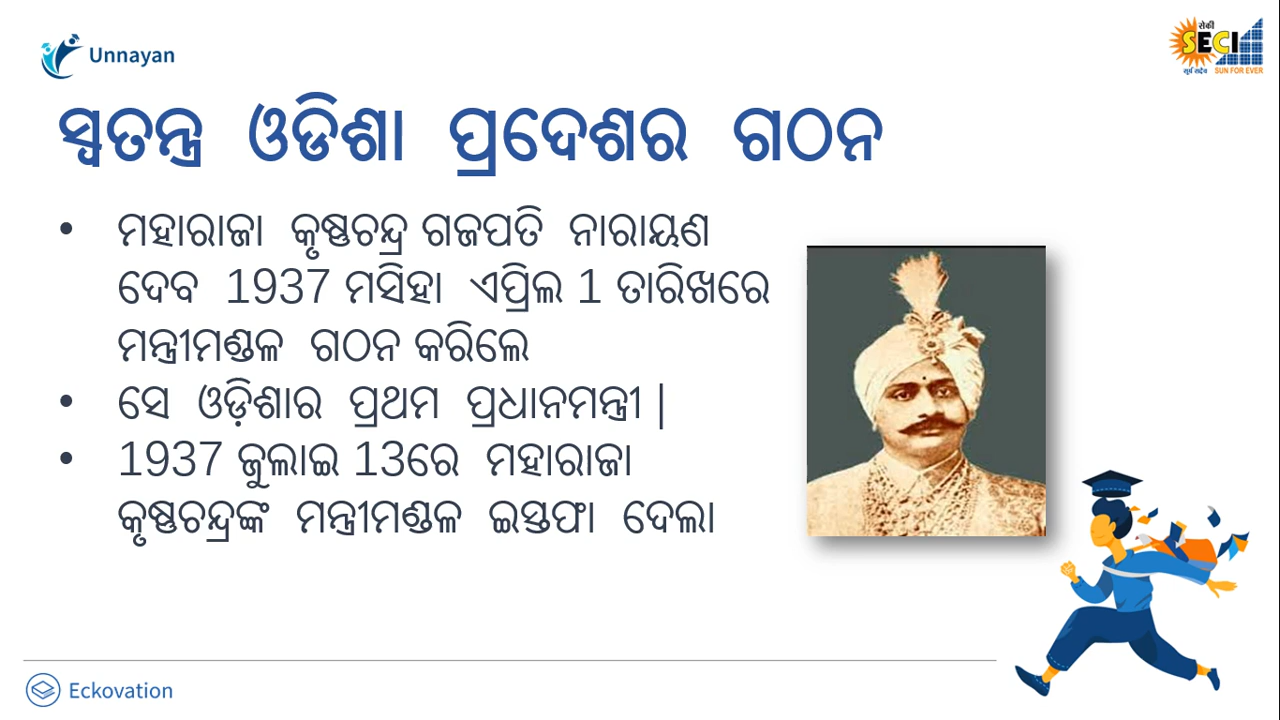 Unnayan
सेकी
SECI
सूर्य सदैव SUN FOR EVER
ସ୍ୱତନ୍ତ୍ର ଓଡିଶା ପ୍ରଦେଶର ଗଠନ
• ମହାରାଜା କୃଷ୍ଣଚନ୍ଦ୍ର ଗଜପତି ନାରାୟଣ
ଦେବ 1937 ମସିହା ଏପ୍ରିଲ 1 ତାରିଖରେ
ମନ୍ତ୍ରୀମଣ୍ଡଳ ଗଠନ କରିଲେ
• ସେ ଓଡ଼ିଶାର ପ୍ରଥମ ପ୍ରଧାନମନ୍ତ୍ରୀ |
• 1937 ଜୁଲାଇ 13ରେ ମହାରାଜା
କୃଷ୍ଣଚନ୍ଦ୍ରଙ୍କ ମନ୍ତ୍ରୀମଣ୍ଡଳ ଇସ୍ତଫା ଦେଲା
Eckovation